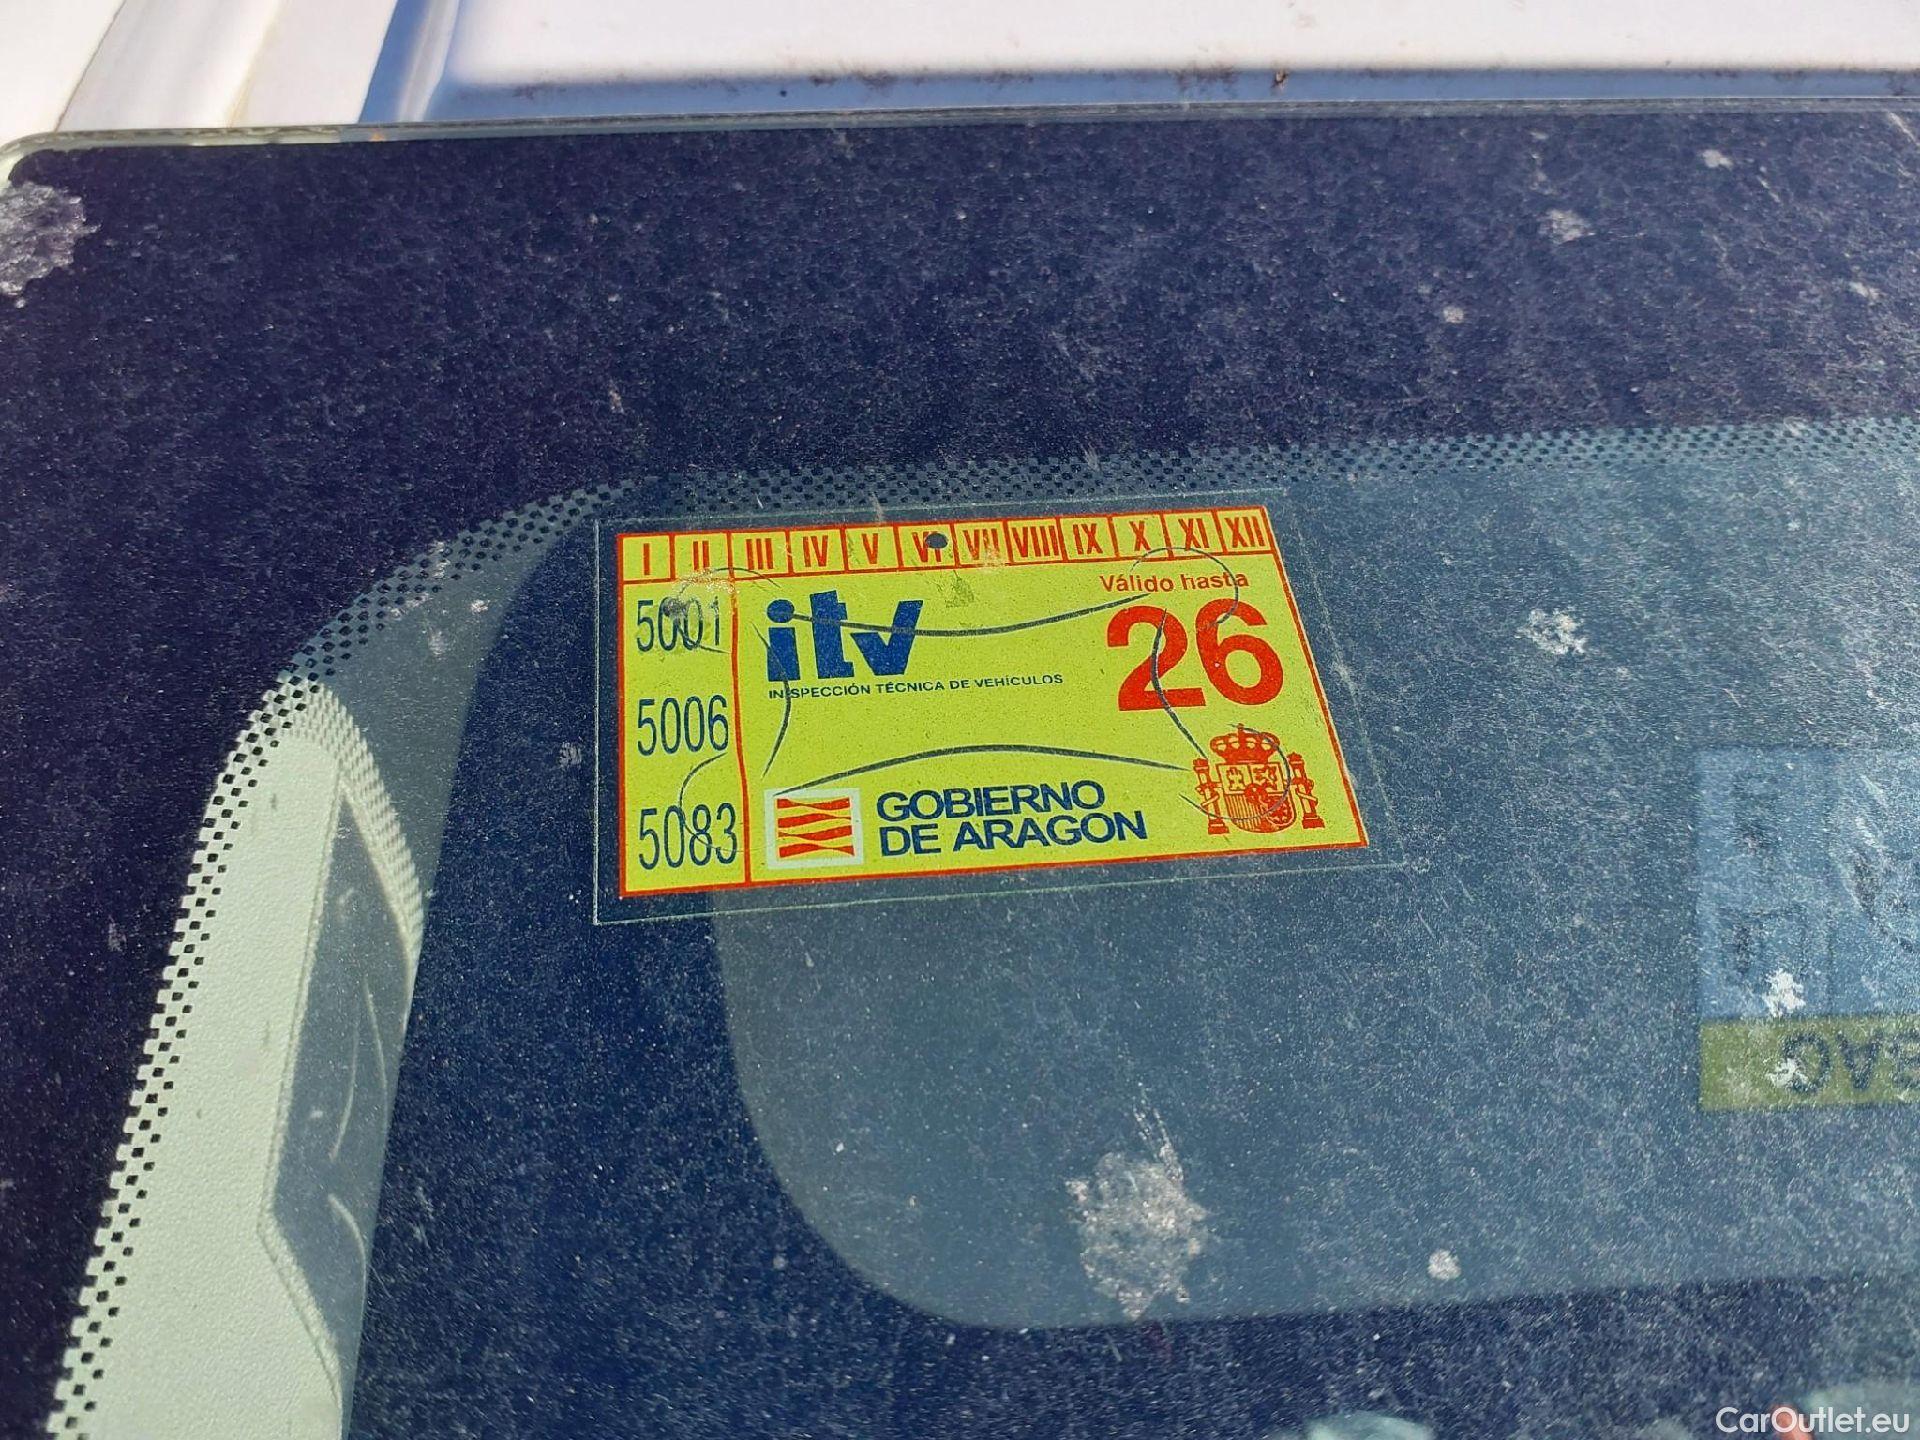 I II III IV V VI VII VIII IX X XI XII
Válido hasta
26
5001
5006
5083
itv
INSPECCIÓN TÉCNICA DE VEHÍCULOS
GOBIERNO
DE ARAGON
CarOutlet.eu